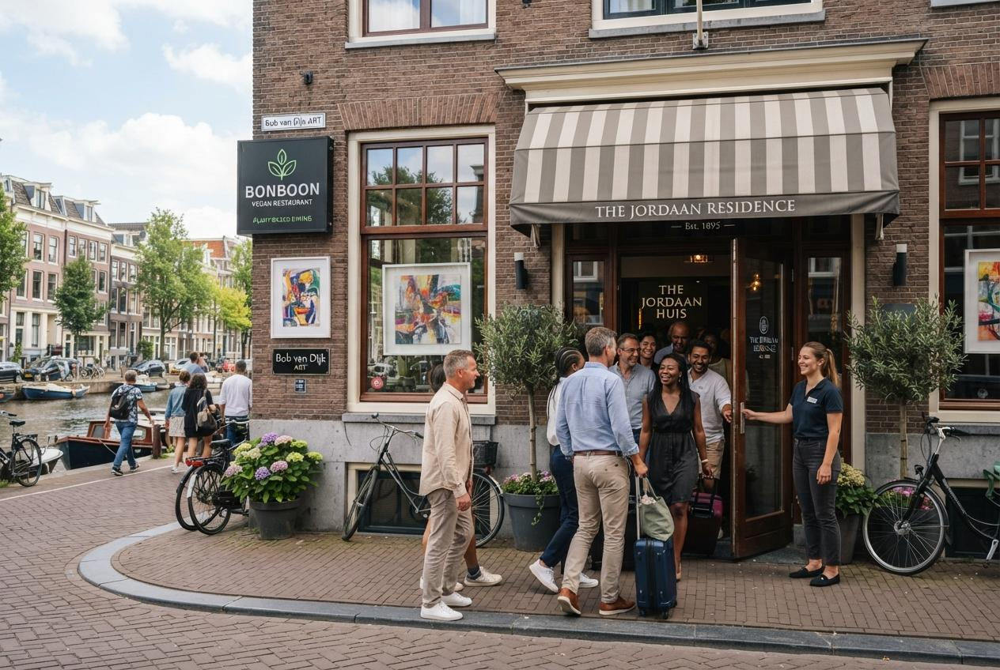 Bob van Dijk ART
BONBOON
VEGAN RESTAURANT
Bob van Dijk
ART
THE JORDAAN RESIDENCE
Est. 1895
THE
JORDAAN
HUIS